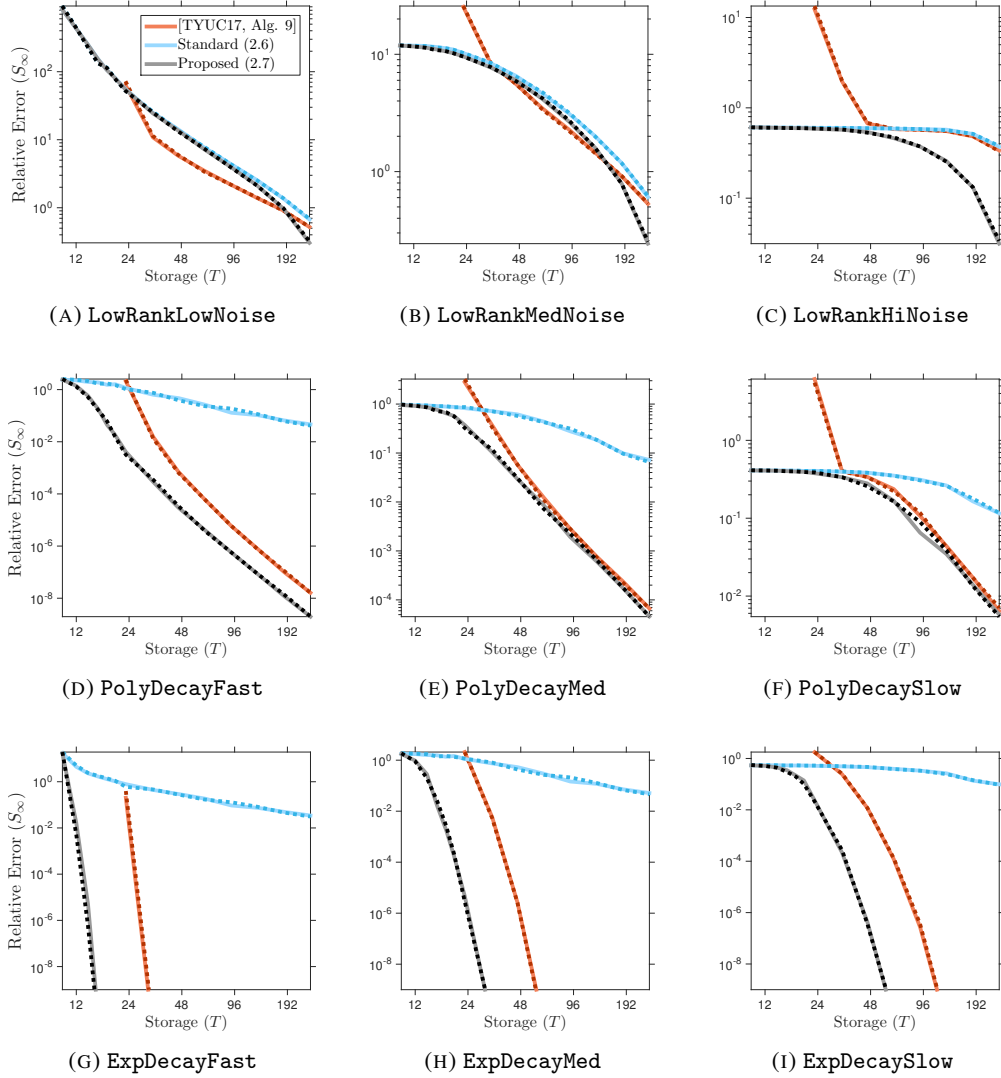 [TYUC17, Alg. 9]
Standard (2.6)
Proposed (2.7)
Relative Error (S∞)
10²
10¹
10⁰
12 24 48 96 192
Storage (T)
(A) LowRankLowNoise
10¹
10⁰
12 24 48 96 192
Storage (T)
(B) LowRankMedNoise
10¹
10⁰
10⁻¹
12 24 48 96 192
Storage (T)
(C) LowRankHiNoise
Relative Error (S∞)
10⁰
10⁻²
10⁻⁴
10⁻⁶
10⁻⁸
12 24 48 96 192
Storage (T)
(D) PolyDecayFast
10⁰
10⁻¹
10⁻²
10⁻³
10⁻⁴
12 24 48 96 192
Storage (T)
(E) PolyDecayMed
10⁰
10⁻¹
10⁻²
12 24 48 96 192
Storage (T)
(F) PolyDecaySlow
Relative Error (S∞)
10⁰
10⁻²
10⁻⁴
10⁻⁶
10⁻⁸
12 24 48 96 192
Storage (T)
(G) ExpDecayFast
10⁰
10⁻²
10⁻⁴
10⁻⁶
10⁻⁸
12 24 48 96 192
Storage (T)
(H) ExpDecayMed
10⁰
10⁻²
10⁻⁴
10⁻⁶
10⁻⁸
12 24 48 96 192
Storage (T)
(I) ExpDecaySlow